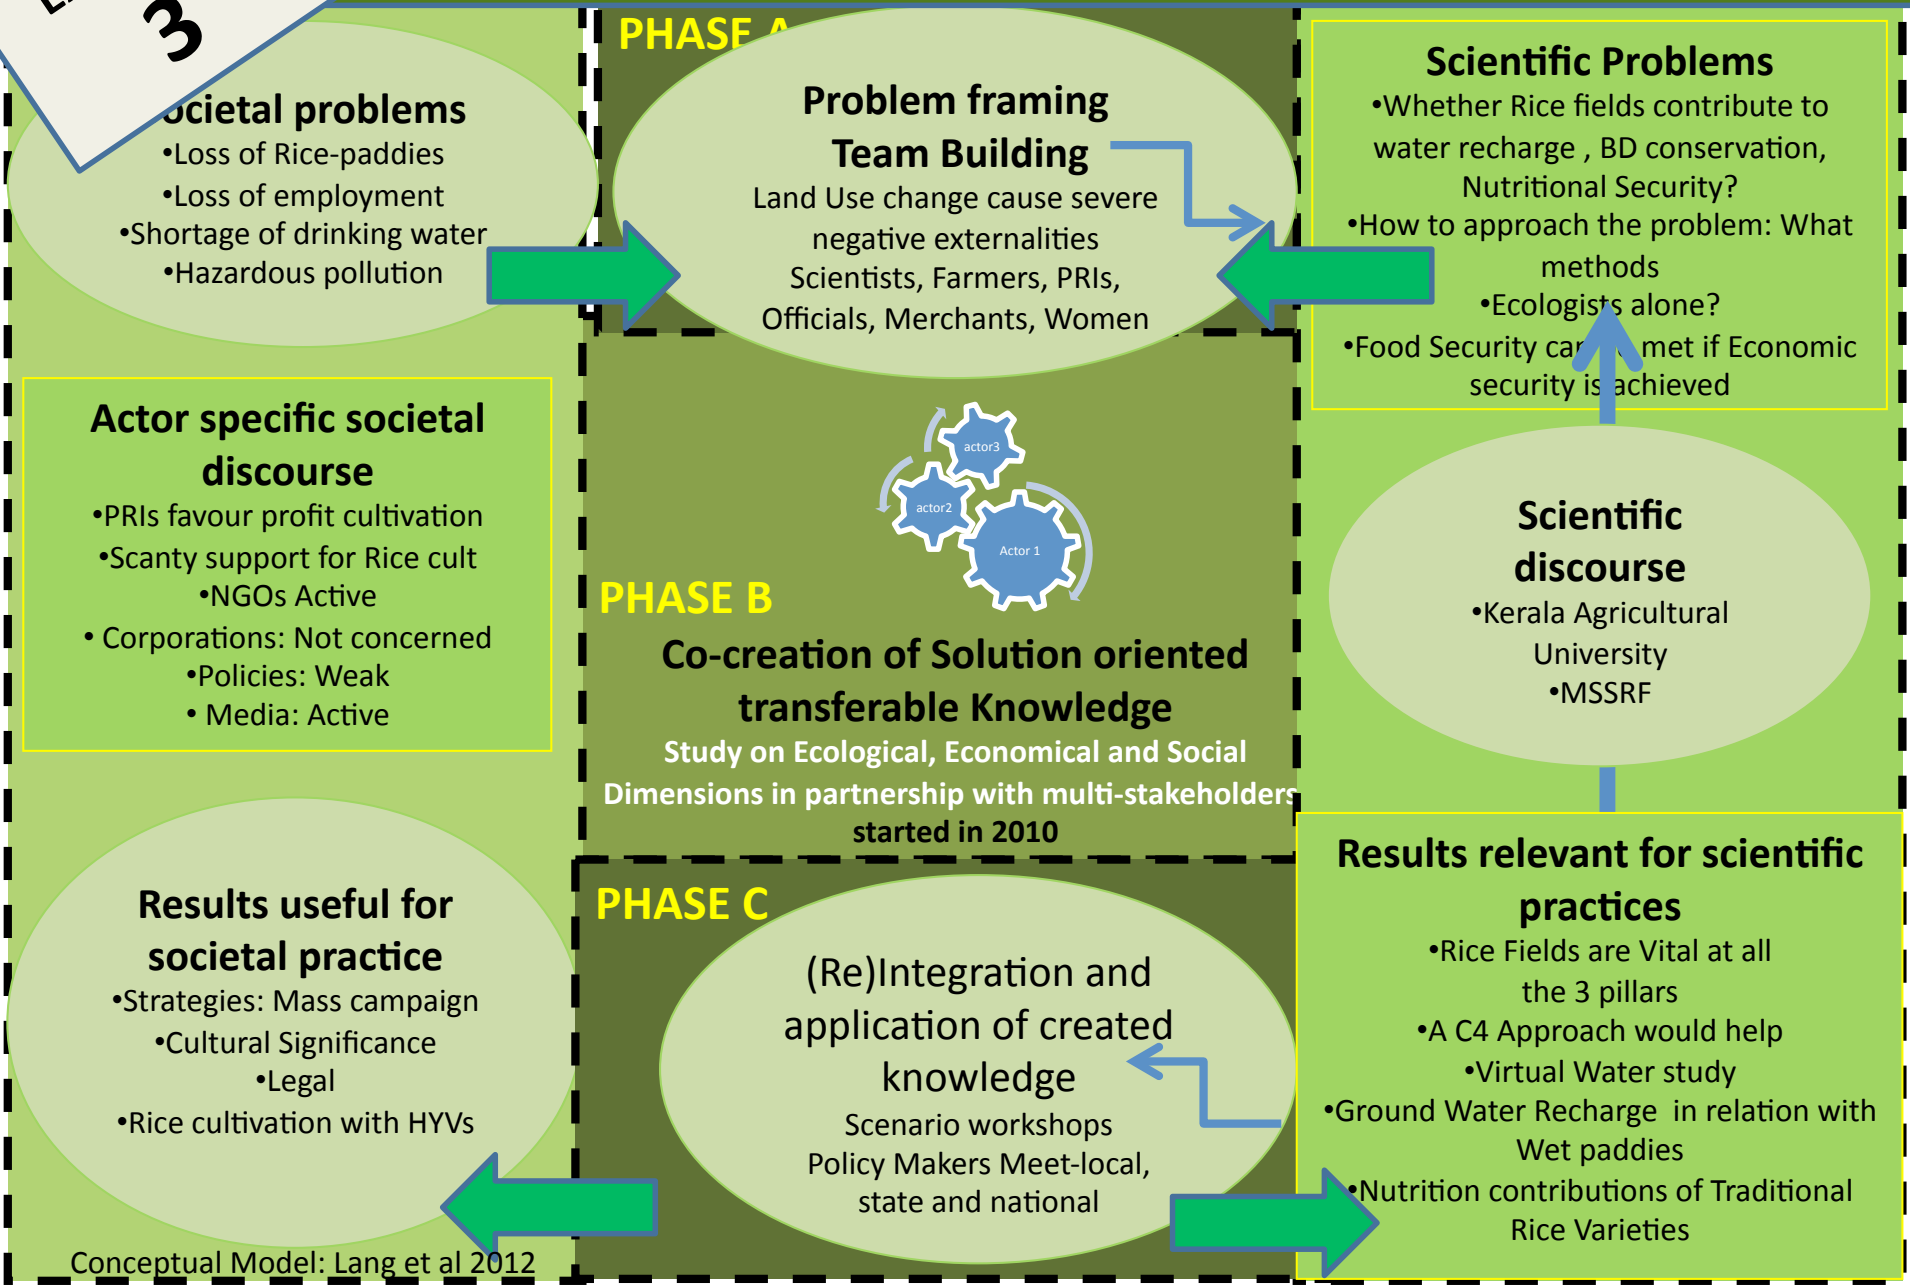 3
Societal problems
•Loss of Rice-paddies
•Loss of employment
•Shortage of drinking water
•Hazardous pollution
Actor specific societal
discourse
•PRIs favour profit cultivation
•Scanty support for Rice cult
•NGOs Active
• Corporations: Not concerned
•Policies: Weak
• Media: Active
Results useful for
societal practice
•Strategies: Mass campaign
•Cultural Significance
•Legal
•Rice cultivation with HYVs
Conceptual Model: Lang et al 2012
PHASE A
Problem framing
Team Building
Land Use change cause severe
negative externalities
Scientists, Farmers, PRIs,
Officials, Merchants, Women
actor3
actor2
Actor 1
PHASE B
Co-creation of Solution oriented
transferable Knowledge
Study on Ecological, Economical and Social
Dimensions in partnership with multi-stakeholders
started in 2010
PHASE C
(Re)Integration and
application of created
knowledge
Scenario workshops
Policy Makers Meet-local,
state and national
Scientific Problems
•Whether Rice fields contribute to
water recharge , BD conservation,
Nutritional Security?
•How to approach the problem: What
methods
•Ecologists alone?
•Food Security can be met if Economic
security is achieved
Scientific
discourse
•Kerala Agricultural
University
•MSSRF
Results relevant for scientific
practices
•Rice Fields are Vital at all
the 3 pillars
•A C4 Approach would help
•Virtual Water study
•Ground Water Recharge  in relation with
Wet paddies
•Nutrition contributions of Traditional
Rice Varieties